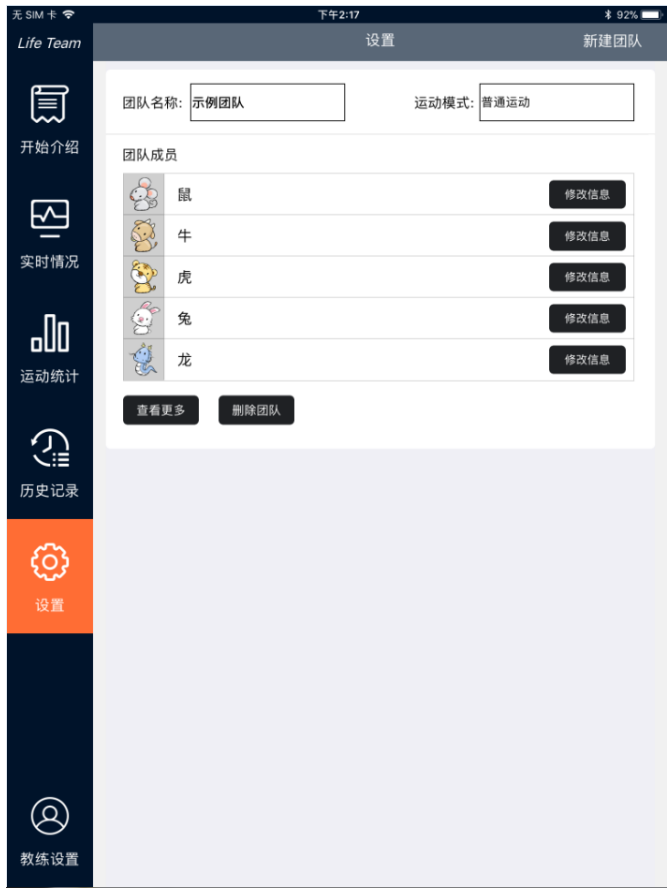 无 SIM 卡 下午2:17 92%
Life Team 设置 新建团队
开始介绍
实时情况
运动统计
历史记录
设置
教练设置
团队名称: 示例团队 运动模式: 普通运动
团队成员
鼠 修改信息
牛 修改信息
虎 修改信息
兔 修改信息
龙 修改信息
查看更多 删除团队